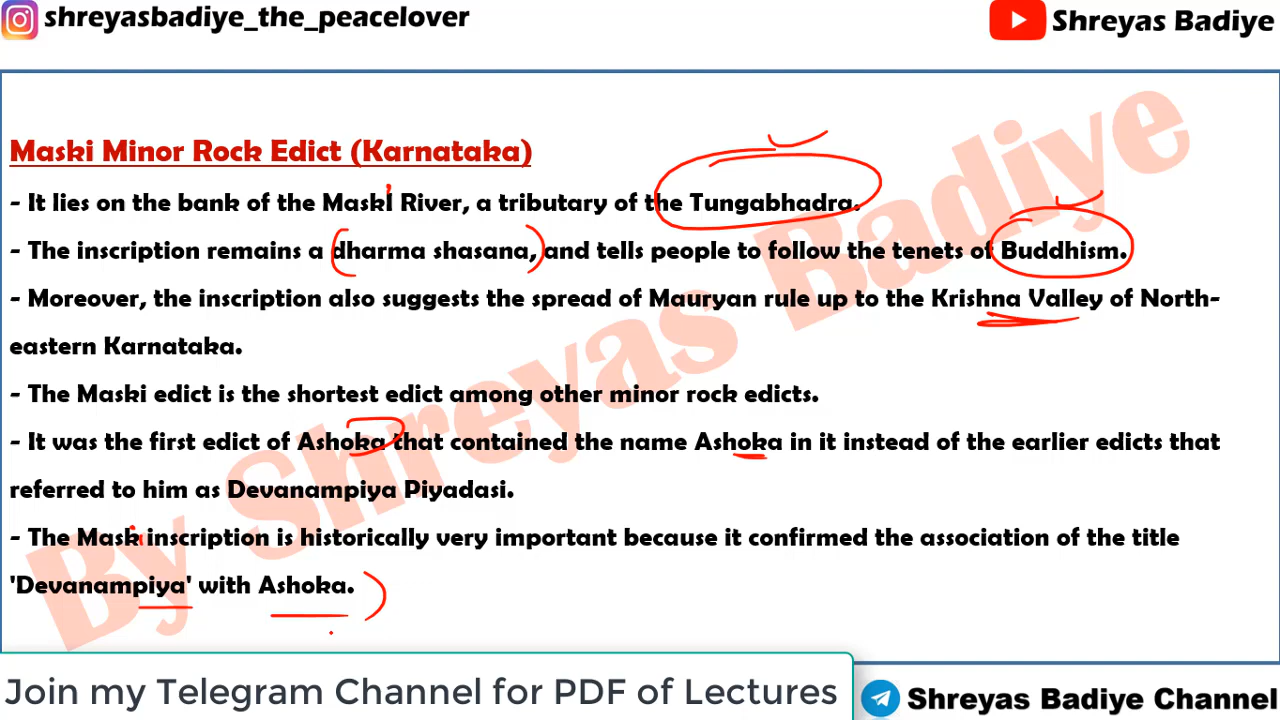 shreyasbadiye_the_peacelover
Shreyas Badiye
Maski Minor Rock Edict (Karnataka)
- It lies on the bank of the Maski River, a tributary of the Tungabhadra.
- The inscription remains a dharma shasana, and tells people to follow the tenets of Buddhism.
- Moreover, the inscription also suggests the spread of Mauryan rule up to the Krishna Valley of North-
eastern Karnataka.
- The Maski edict is the shortest edict among other minor rock edicts.
- It was the first edict of Ashoka that contained the name Ashoka in it instead of the earlier edicts that
referred to him as Devanampiya Piyadasi.
- The Mask inscription is historically very important because it confirmed the association of the title
'Devanampiya' with Ashoka.
By Shreyas Badiye
Join my Telegram Channel for PDF of Lectures
Shreyas Badiye Channel